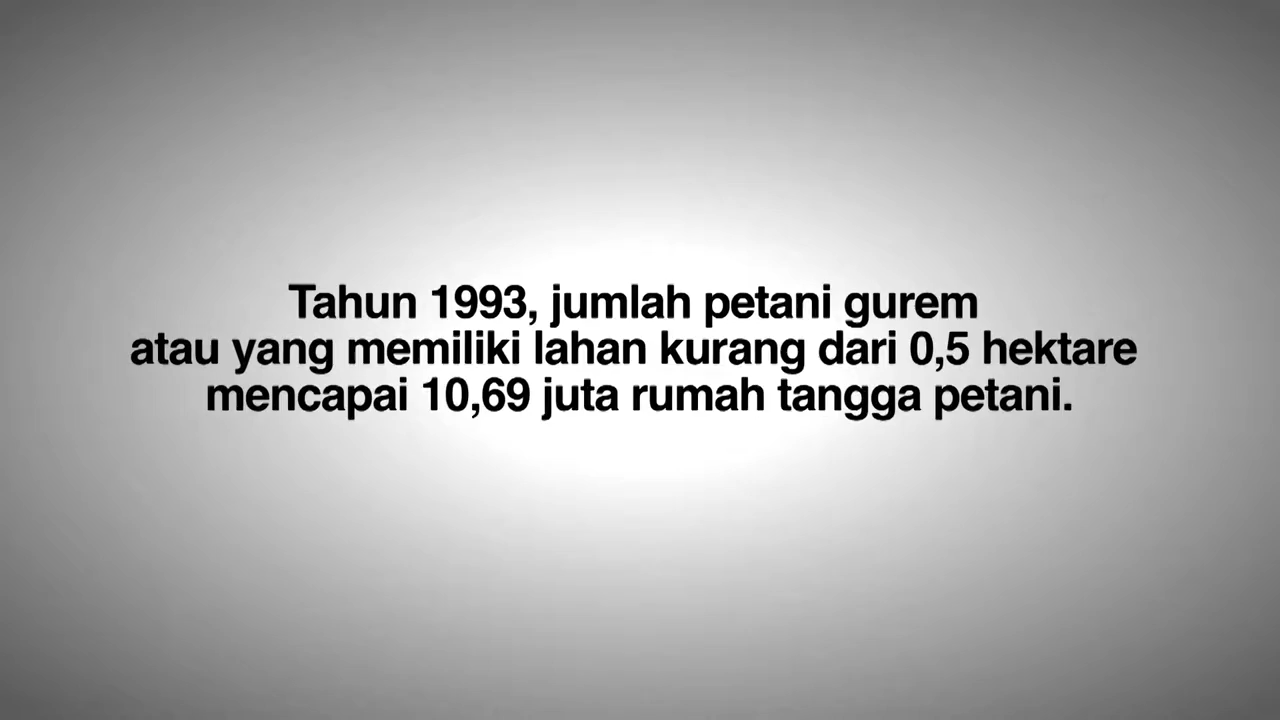 Tahun 1993, jumlah petani gurem
atau yang memiliki lahan kurang dari 0,5 hektare
mencapai 10,69 juta rumah tangga petani.